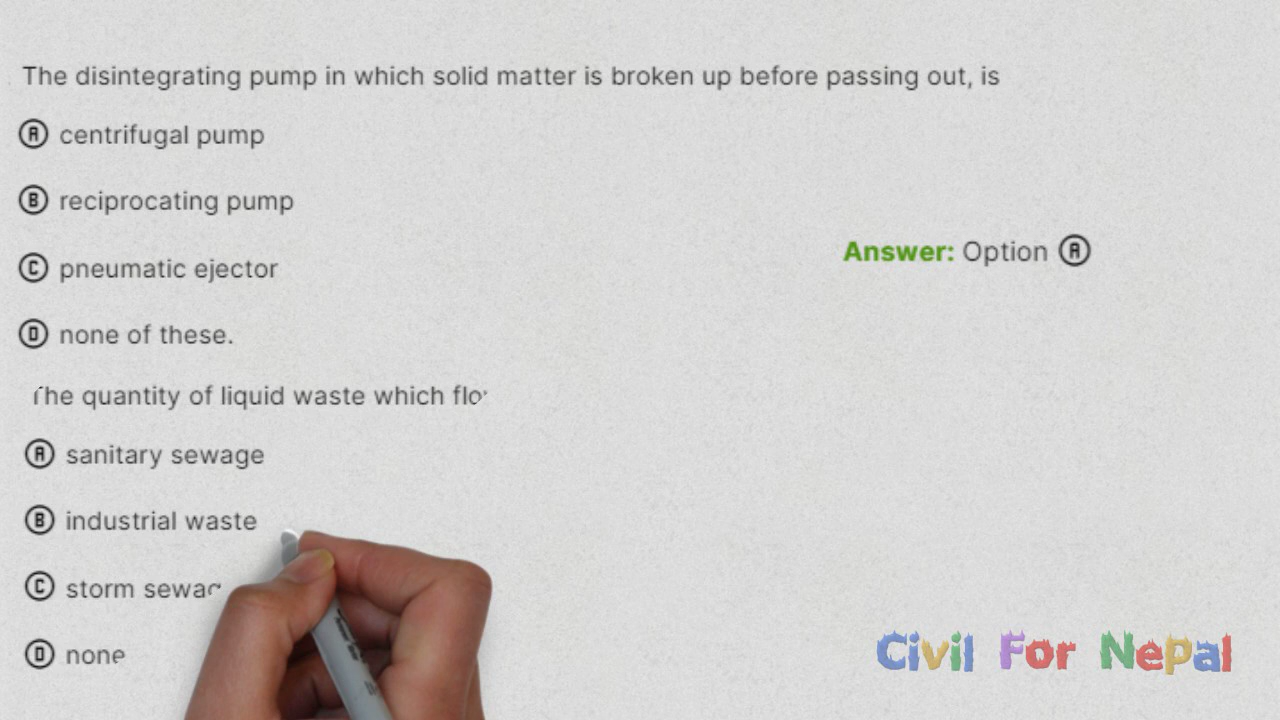 The disintegrating pump in which solid matter is broken up before passing out, is
A centrifugal pump
B reciprocating pump
C pneumatic ejector
D none of these.
Answer: Option A
The quantity of liquid waste which
A sanitary sewage
B industrial waste
C storm
D none
Civil For Nepal